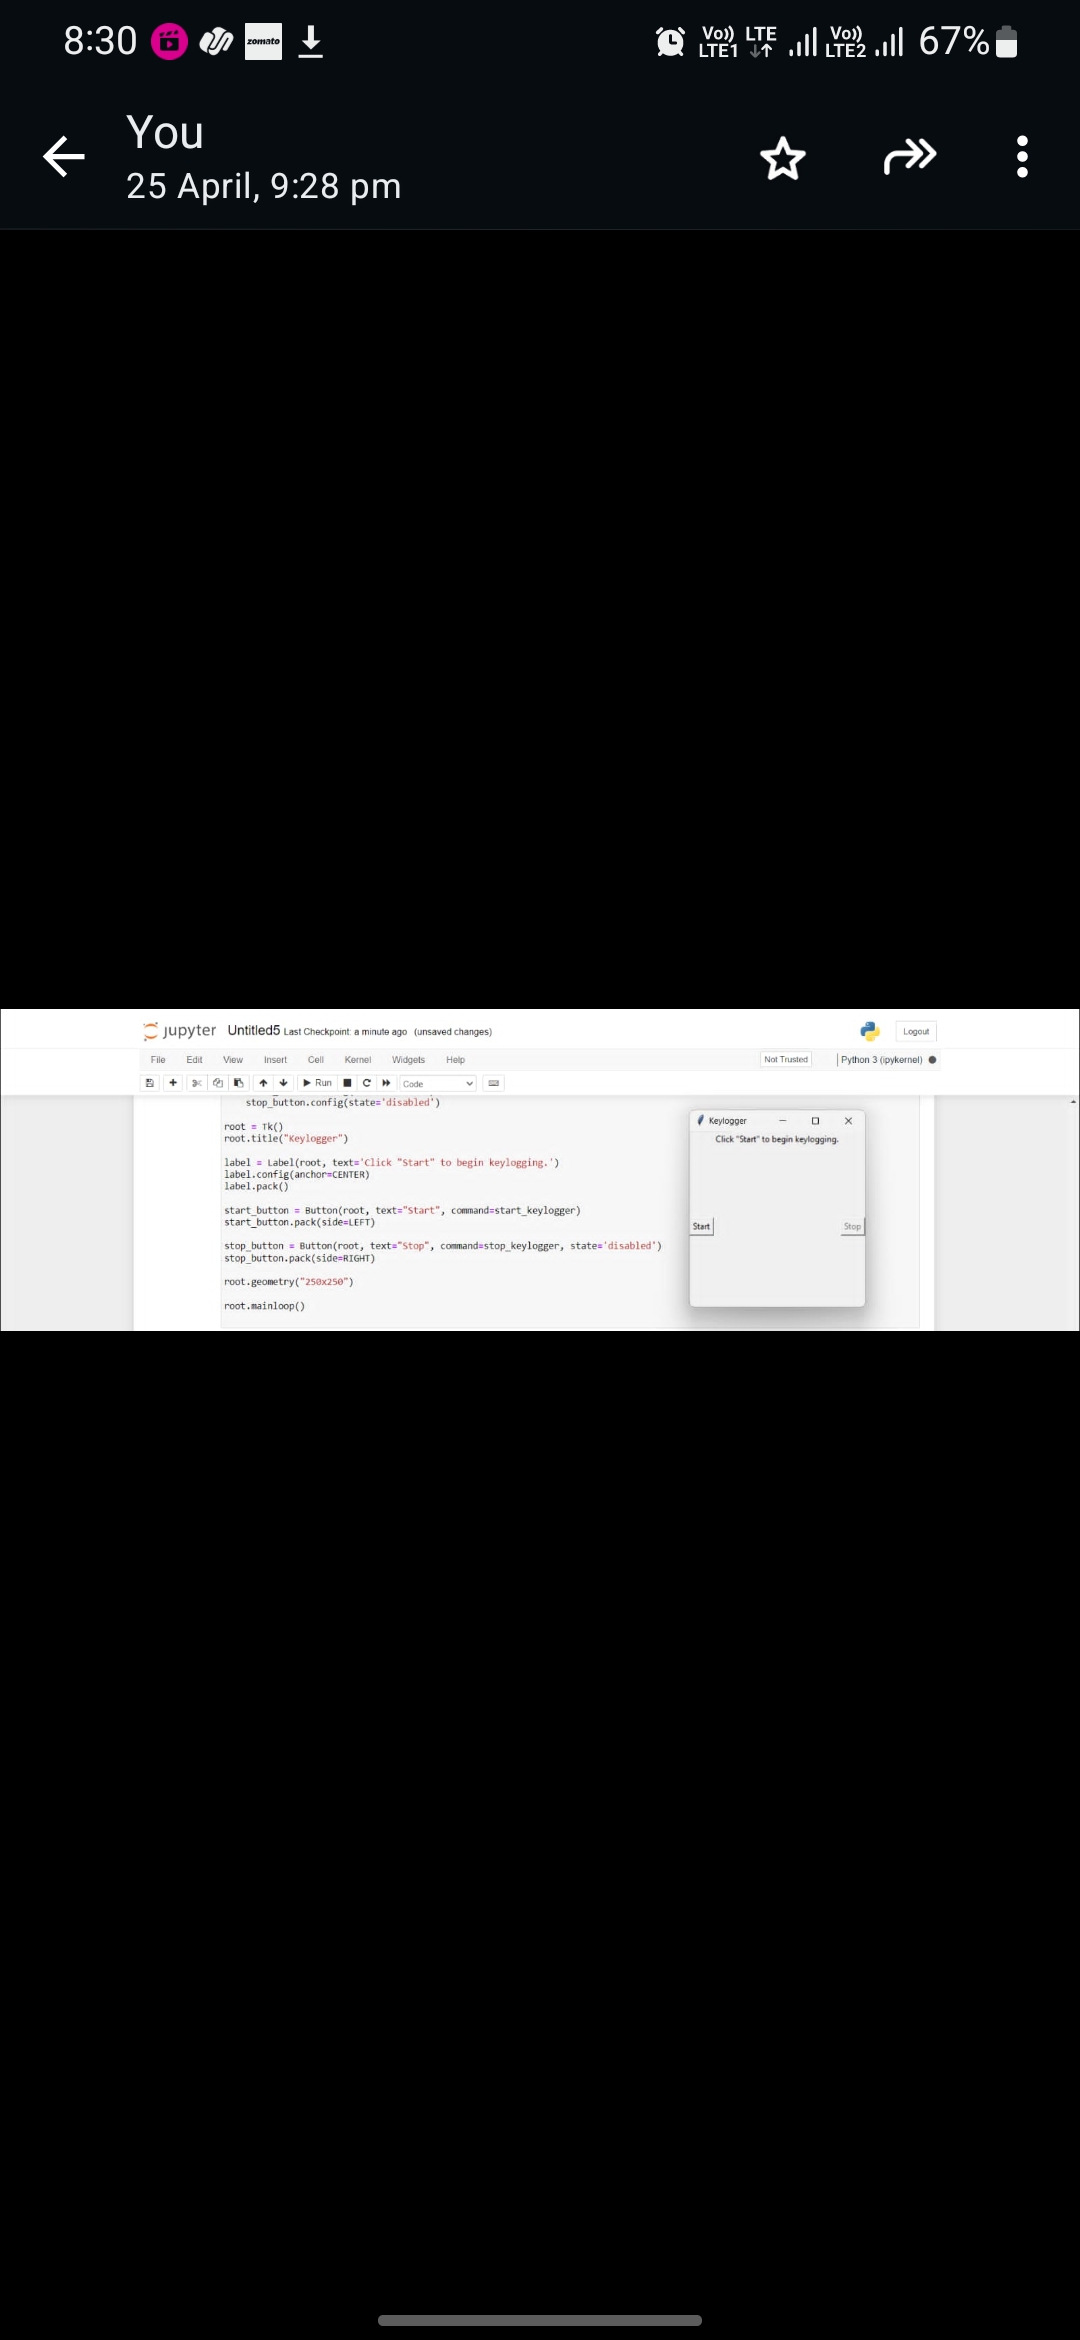 8:30
zomato
Vo)) LTE
LTE1
Vo))
LTE2
67%
You
25 April, 9:28 pm
jupyter Untitled5 Last Checkpoint: a minute ago (unsaved changes)
Logout
File Edit View Insert Cell Kernel Widgets Help
Not Trusted
Python 3 (ipykernel)
Run
Code
stop_button.config(state='disabled')
root = Tk()
root.title("Keylogger")
label = Label(root, text='Click "Start" to begin keylogging.')
label.config(anchor=CENTER)
label.pack()
start_button = Button(root, text="Start", command=start_keylogger)
start_button.pack(side=LEFT)
stop_button = Button(root, text="Stop", command=stop_keylogger, state='disabled')
stop_button.pack(side=RIGHT)
root.geometry("250x250")
root.mainloop()
Keylogger
Click "Start" to begin keylogging.
Start
Stop